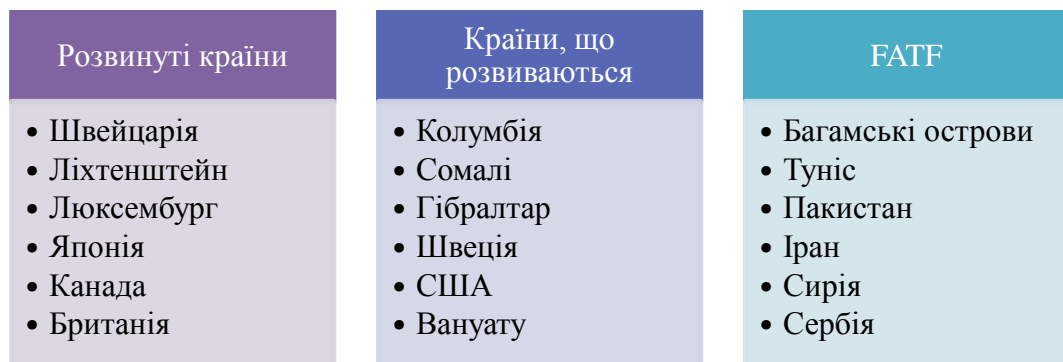 Розвинуті країни
• Швейцарія
• Ліхтенштейн
• Люксембург
• Японія
• Канада
• Британія
Країни, що
розвиваються
• Колумбія
• Сомалі
• Гібралтар
• Швеція
• США
• Вануату
FATF
• Багамські острови
• Туніс
• Пакистан
• Іран
• Сирія
• Сербія